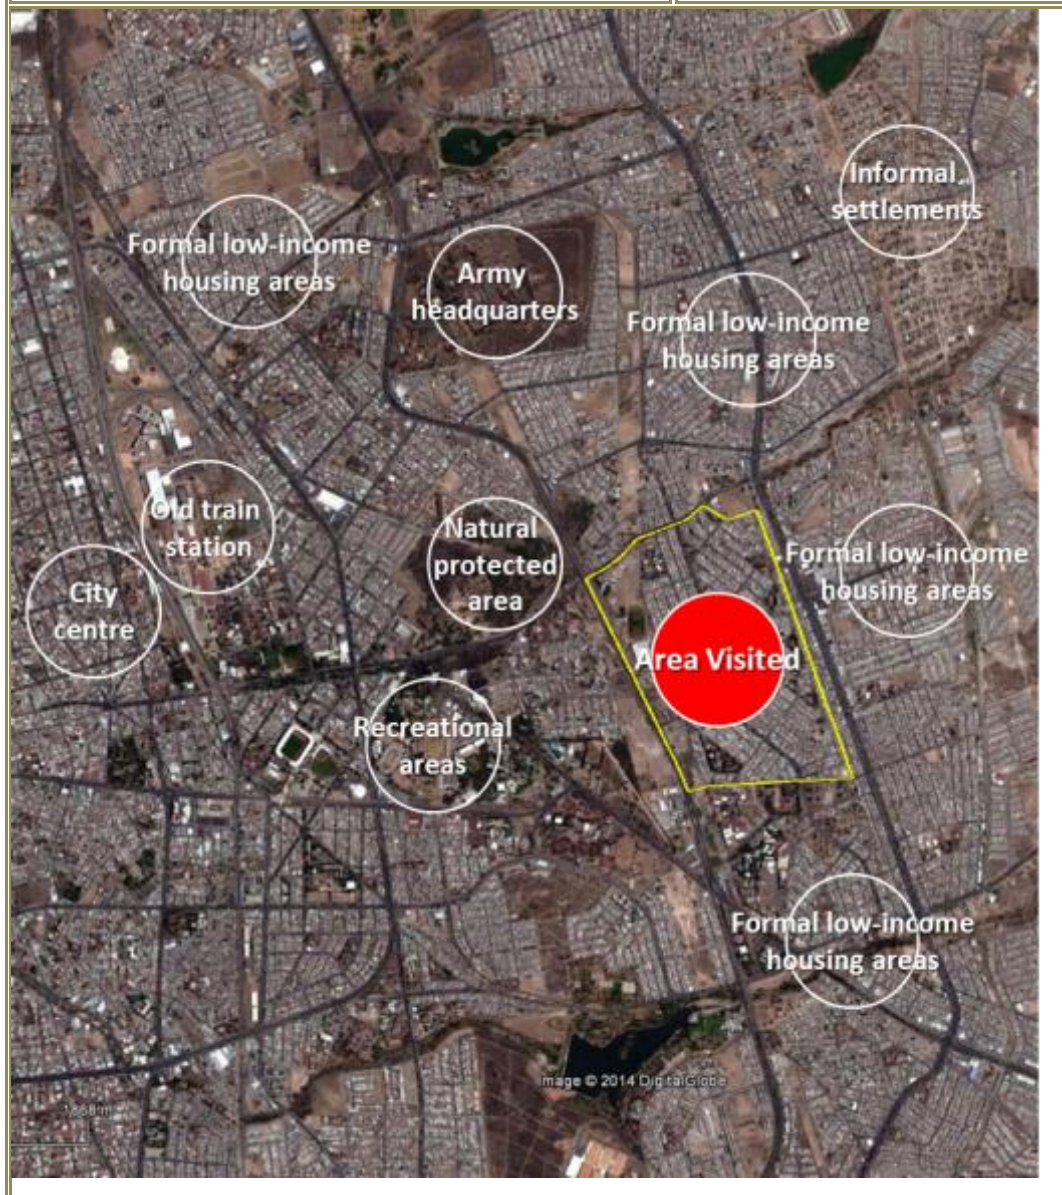 Informal
settlements
Formal low-income
housing areas
Army
headquarters
Formal low-income
housing areas
Old train
station
Natural
protected
area
Formal low-income
housing areas
City
centre
Area Visited
Recreational
areas
Formal low-income
housing areas
Image © 2014 DigitalGlobe
1868 m